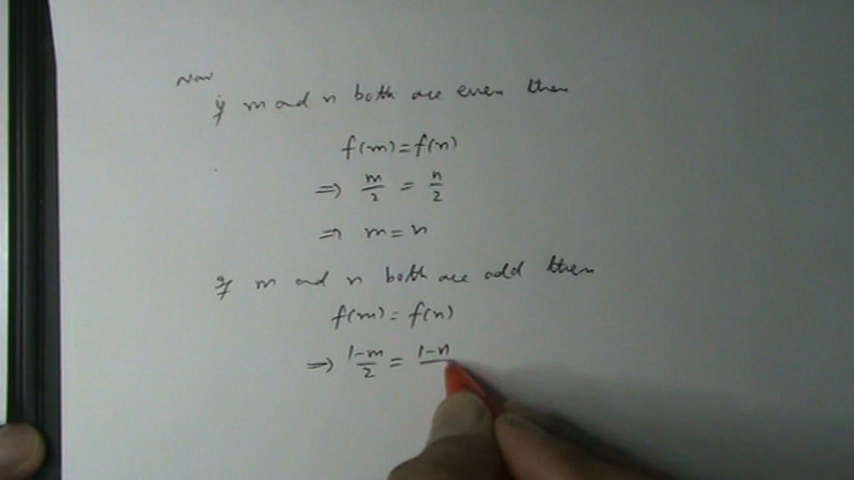 Now
if m and n both are even then
f(m) = f(n)
⇒ m/2 = n/2
⇒ m = n
If m and n both are odd then
f(m) = f(n)
⇒ 1-m/2 = 1-n